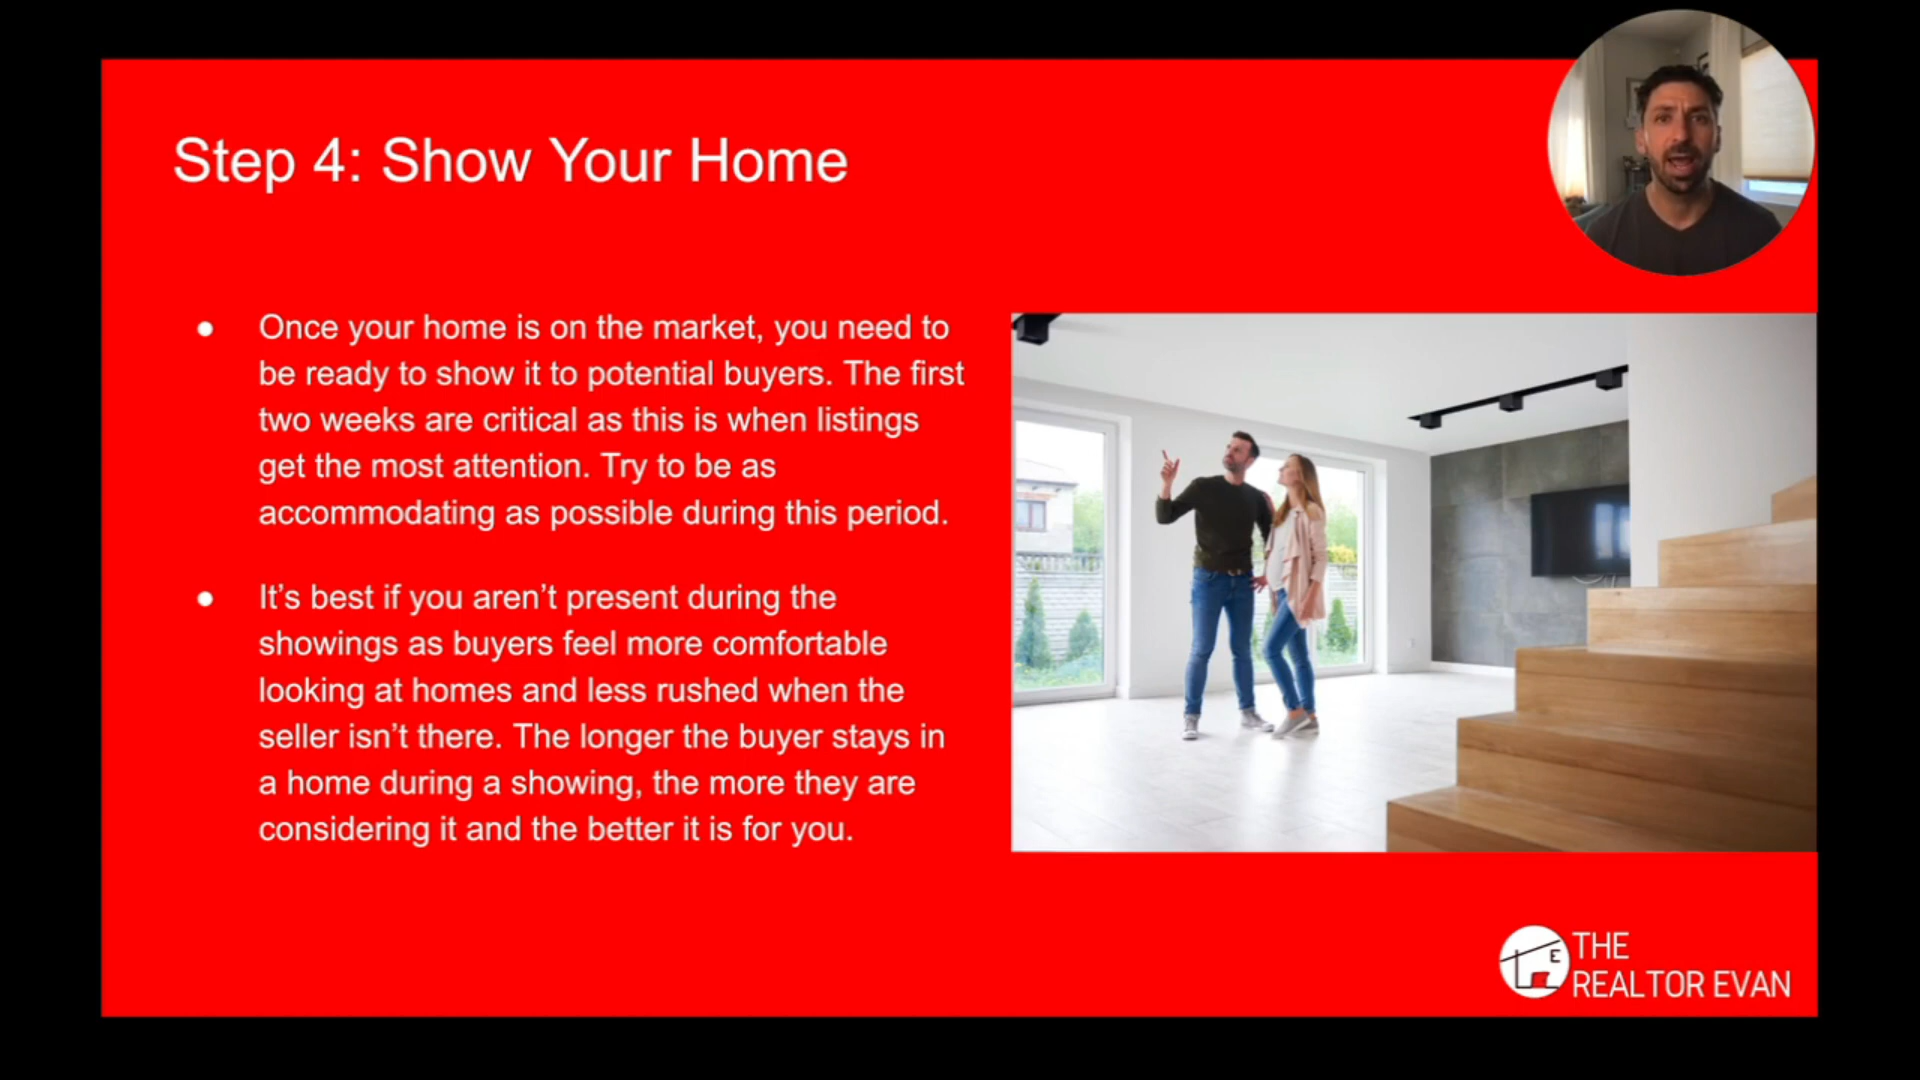 Step 4: Show Your Home
● Once your home is on the market, you need to
be ready to show it to potential buyers. The first
two weeks are critical as this is when listings
get the most attention. Try to be as
accommodating as possible during this period.
● It’s best if you aren’t present during the
showings as buyers feel more comfortable
looking at homes and less rushed when the
seller isn’t there. The longer the buyer stays in
a home during a showing, the more they are
considering it and the better it is for you.
E
THE
REALTOR EVAN